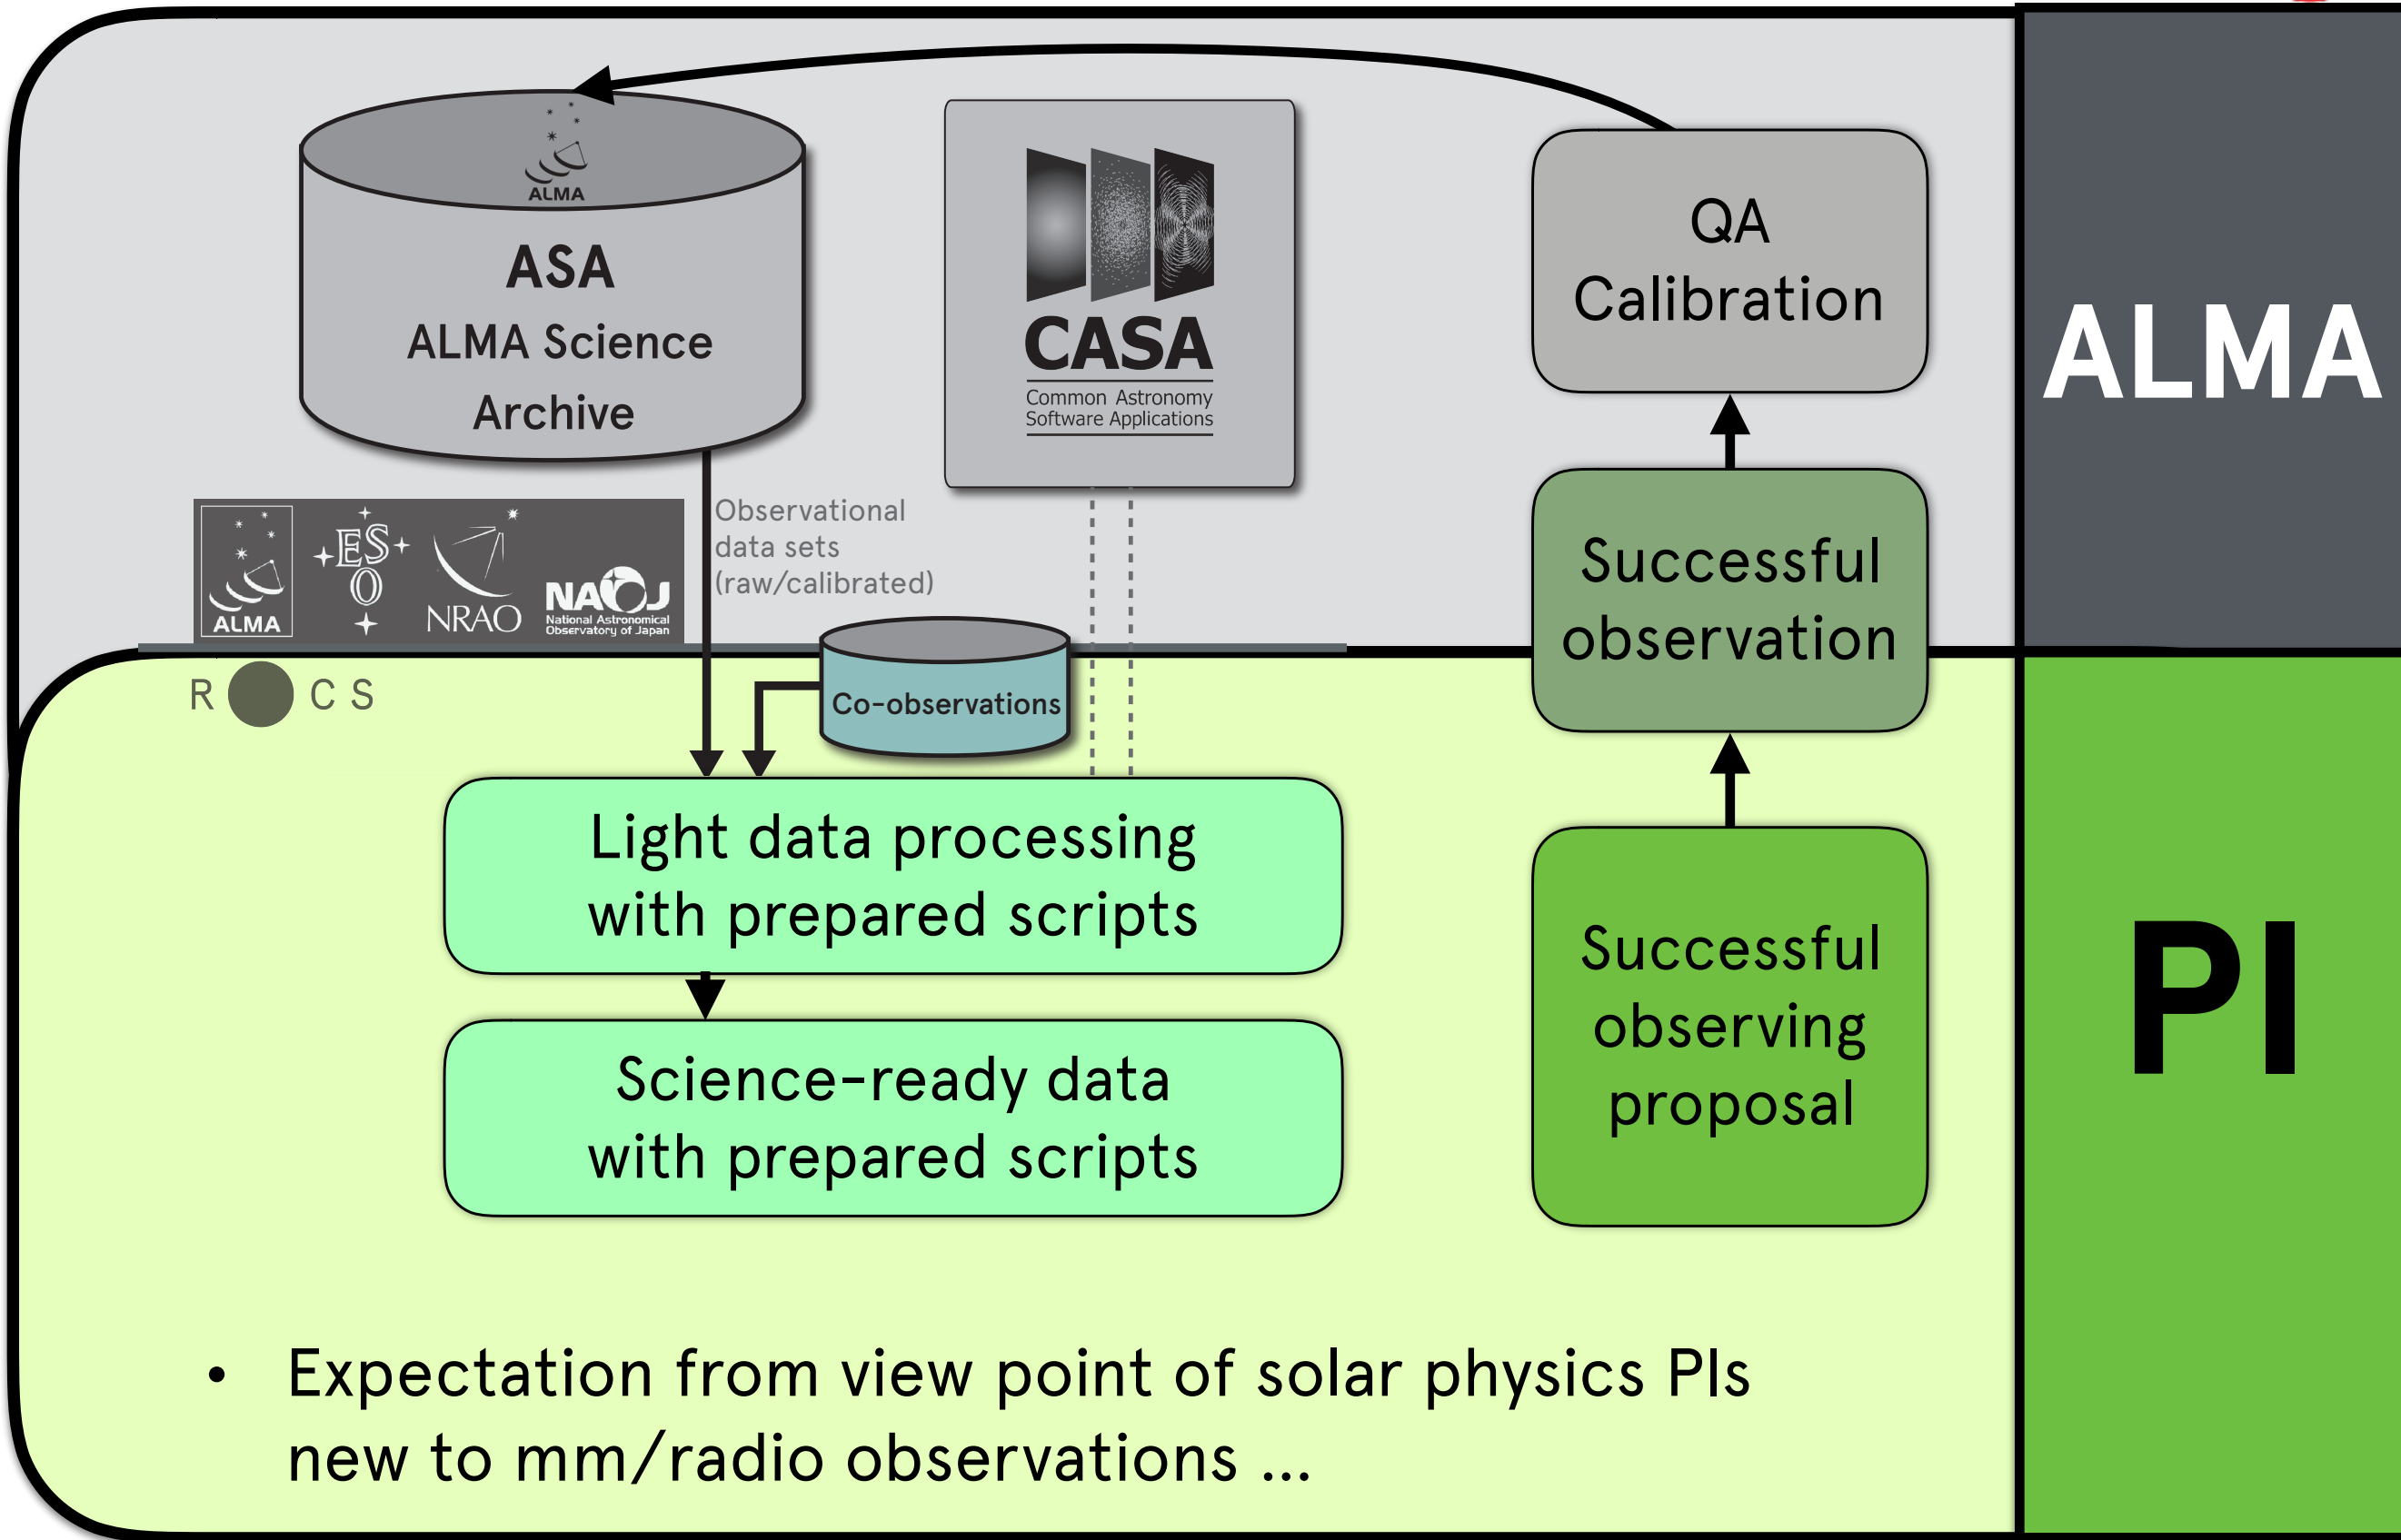 ALMA
ASA
ALMA Science
Archive
CASA
Common Astronomy
Software Applications
QA
Calibration
ALMA
Observational
data sets
(raw/calibrated)
ALMA
ESO
NRAO
NAOJ
National Astronomical
Observatory of Japan
Successful
observation
R CS
Co-observations
Light data processing
with prepared scripts
Science-ready data
with prepared scripts
Successful
observing
proposal
PI
• Expectation from view point of solar physics PIs
new to mm/radio observations ...